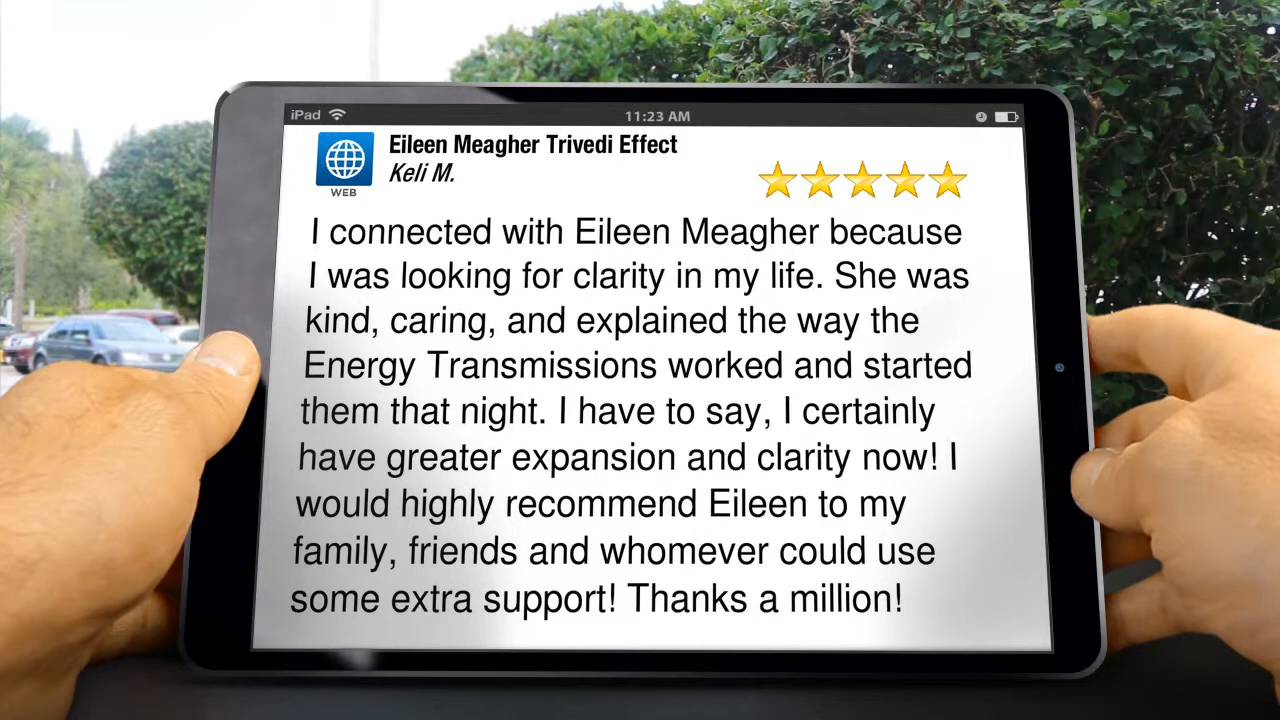 iPad 11:23 AM
Eileen Meagher Trivedi Effect
Keli M.
WEB
I connected with Eileen Meagher because
I was looking for clarity in my life. She was
kind, caring, and explained the way the
Energy Transmissions worked and started
them that night. I have to say, I certainly
have greater expansion and clarity now! I
would highly recommend Eileen to my
family, friends and whomever could use
some extra support! Thanks a million!